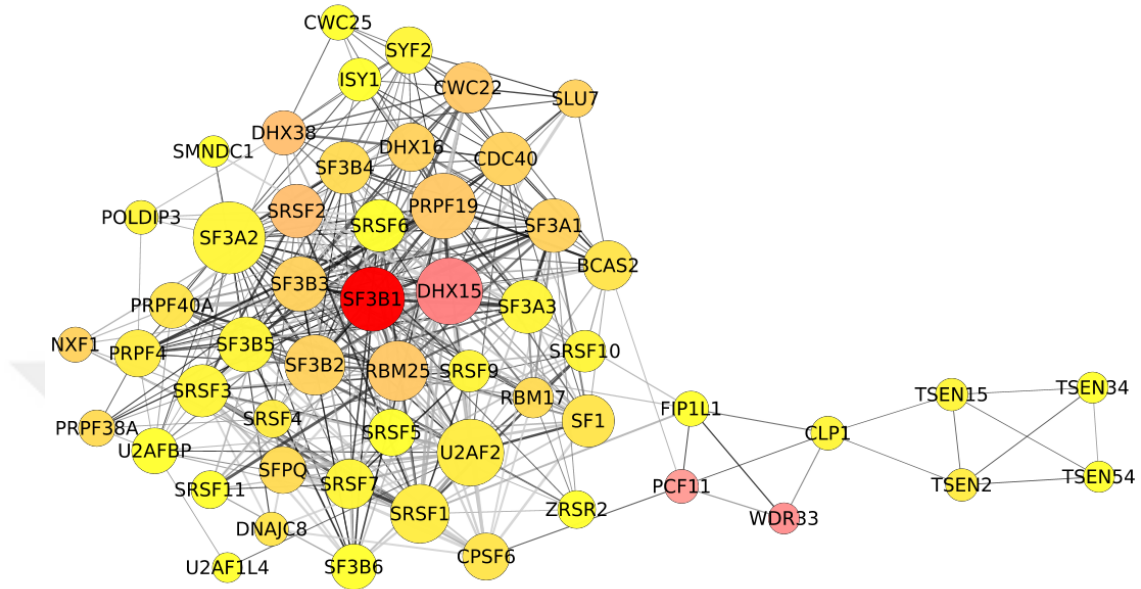 CWC25
SYF2
ISY1
CWC22
SLU7
DHX38
SMNDC1
DHX16
CDC40
SF3B4
POLDIP3
SRSF2
PRPF19
SRSF6
SF3A1
SF3A2
BCAS2
SF3B3
SF3B1
DHX15
PRPF40A
SF3A3
NXF1
PRPF4
SF3B5
SRSF10
SF3B2
RBM25
SRSF9
SRSF3
RBM17
TSEN15
TSEN34
PRPF38A
SRSF4
SF1
FIP1L1
U2AFBP
SRSF5
CLP1
U2AF2
SFPQ
SRSF11
SRSF7
PCF11
TSEN2
TSEN54
SRSF1
ZRSR2
WDR33
DNAJC8
U2AF1L4
SF3B6
CPSF6